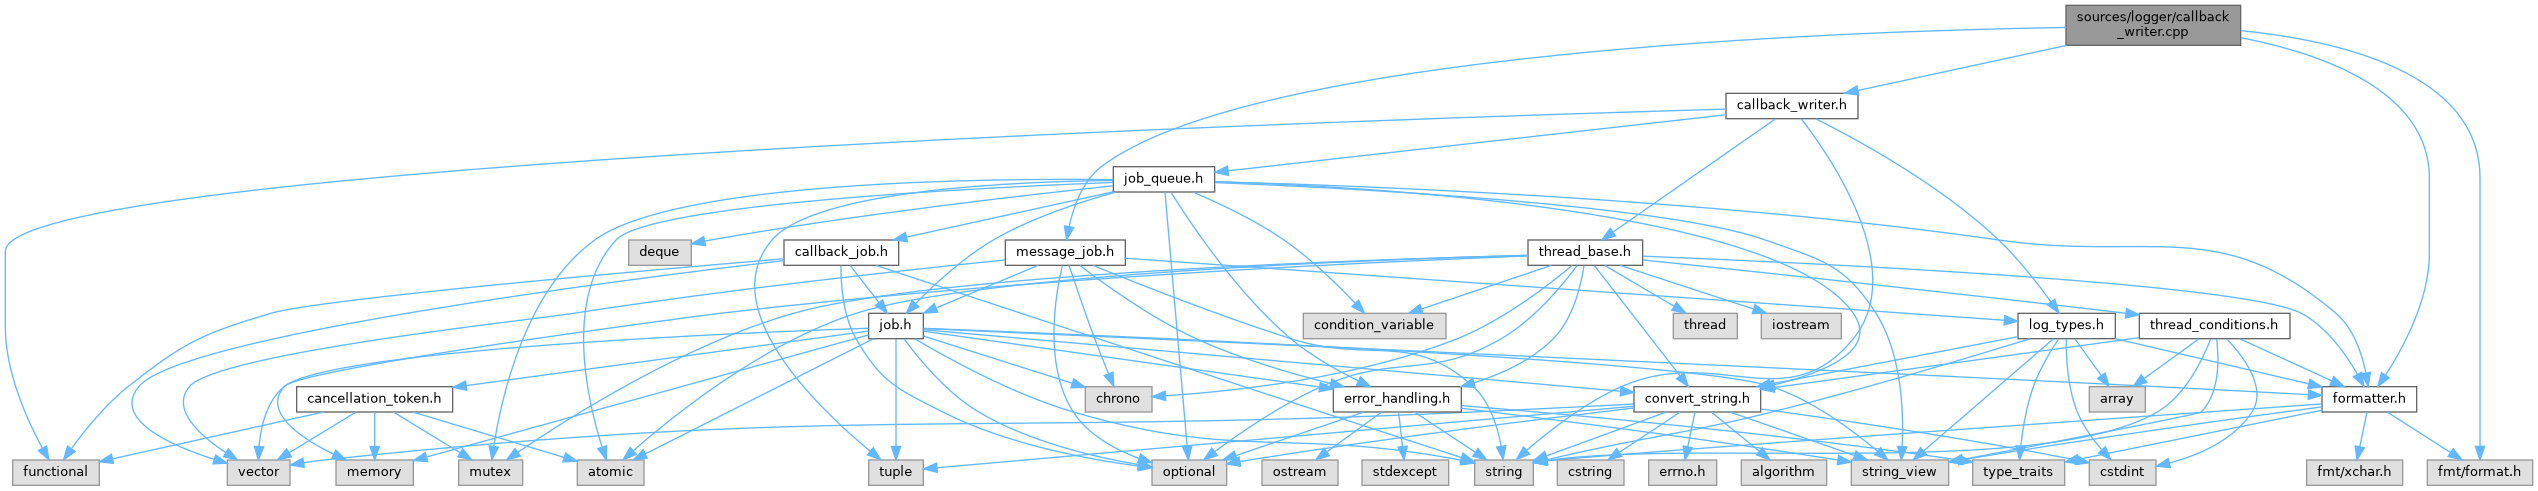 sources/logger/callback
_writer.cpp
callback_writer.h
job_queue.h
deque
callback_job.h
message_job.h
thread_base.h
condition_variable
thread
iostream
job.h
log_types.h
thread_conditions.h
cancellation_token.h
chrono
error_handling.h
convert_string.h
array
formatter.h
functional
vector
memory
mutex
atomic
tuple
optional
ostream
stdexcept
string
cstring
errno.h
algorithm
string_view
type_traits
cstdint
fmt/xchar.h
fmt/format.h